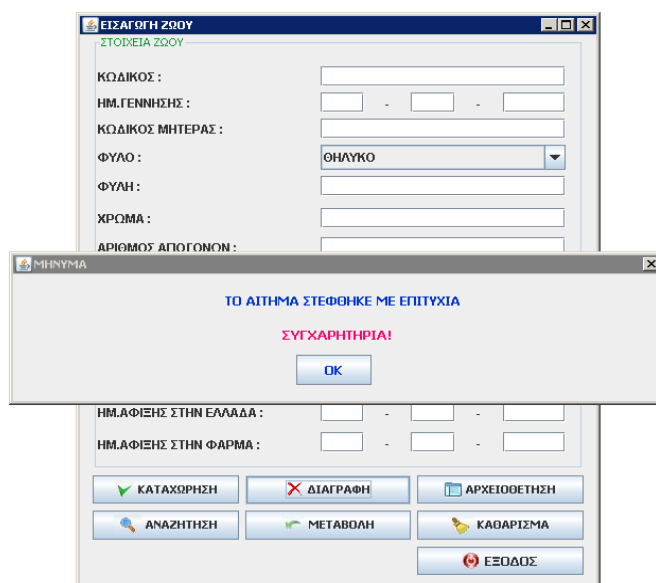 ΕΙΣΑΓΩΓΗ ΖΩΟΥ
ΣΤΟΙΧΕΙΑ ΖΩΟΥ
ΚΩΔΙΚΟΣ :
ΗΜ.ΓΕΝΝΗΣΗΣ : - -
ΚΩΔΙΚΟΣ ΜΗΤΕΡΑΣ :
ΦΥΛΟ : ΘΗΛΥΚΟ
ΦΥΛΗ :
ΧΡΩΜΑ :
ΑΡΙΘΜΟΣ ΑΠΟΓΟΝΩΝ :
ΜΗΝΥΜΑ
ΤΟ ΑΙΤΗΜΑ ΣΤΕΦΘΗΚΕ ΜΕ ΕΠΙΤΥΧΙΑ
ΣΥΓΧΑΡΗΤΗΡΙΑ!
OK
ΗΜ.ΑΦΙΞΗΣ ΣΤΗΝ ΕΛΛΑΔΑ : - -
ΗΜ.ΑΦΙΞΗΣ ΣΤΗΝ ΦΑΡΜΑ : - -
ΚΑΤΑΧΩΡΗΣΗ ΔΙΑΓΡΑΦΗ ΑΡΧΕΙΟΘΕΤΗΣΗ
ΑΝΑΖΗΤΗΣΗ ΜΕΤΑΒΟΛΗ ΚΑΘΑΡΙΣΜΑ
ΕΞΟΔΟΣ